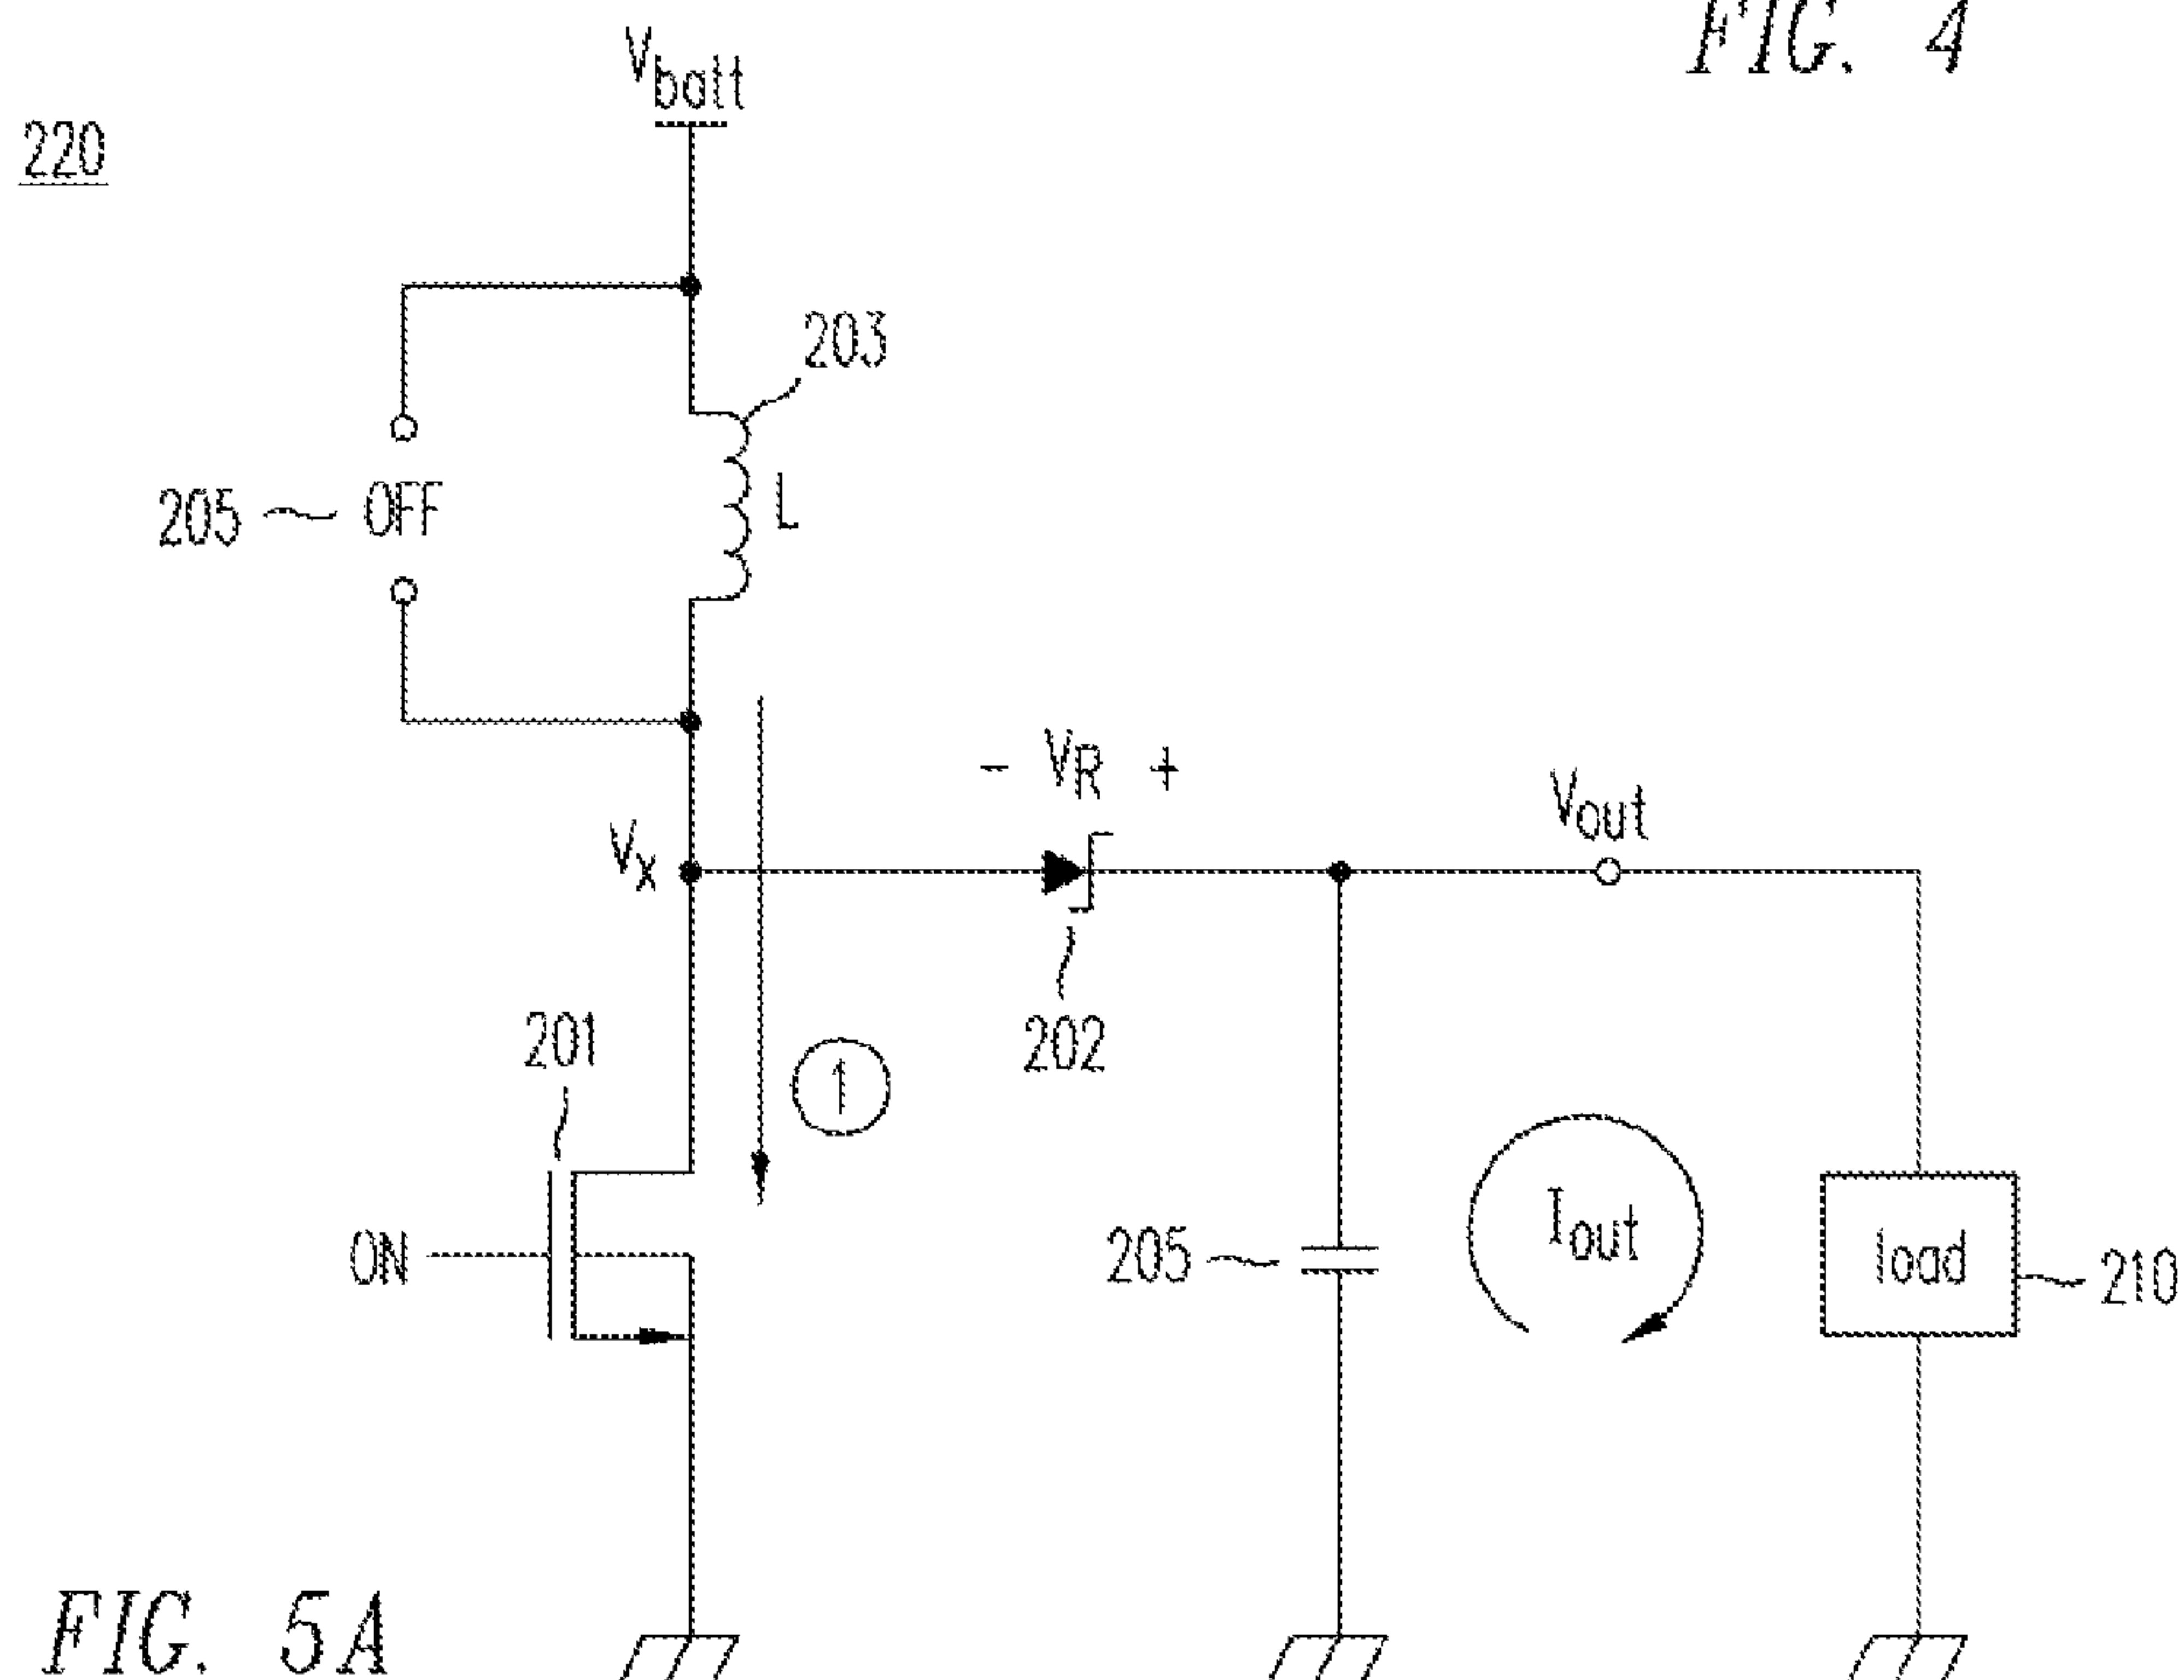 FIG. 4
Vbatt
220
203
205
OFF
L
- VR +
Vout
Vx
202
201
1
ON
205
Iout
load
210
FIG. 5A